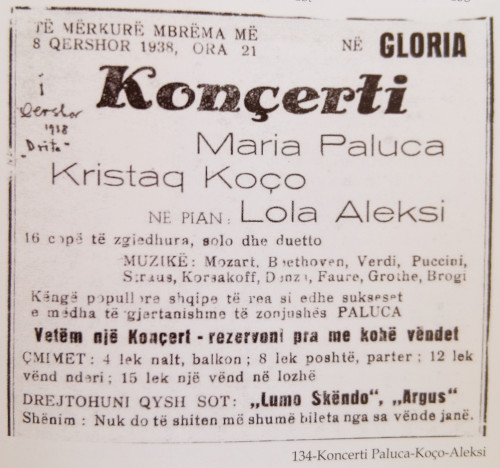 TË MËRKURË MBRËMA MË
8 QERSHOR 1938, ORA 21 NË GLORIA
Konçerti
i
Qershor
1938
"Drita"
Maria Paluca
Kristaq Koço
NË PIAN: Lola Aleksi
16 copë të zgjedhura, solo dhe duetto
MUZIKË: Mozart, Beethoven, Verdi, Puccini,
Straus, Korsakoff, Denza, Faure, Grothe, Brogi
Këngë popullore shqipe të rea si edhe sukseset
e mëdha të gjertanishme të zonjushës PALUCA
Vetëm një Konçert - rezervoni pra me kohë vëndet
ÇMIMET: 4 lek nalt, balkon; 8 lek poshtë, parter; 12 lek
vënd nderi; 15 lek një vënd në lozhë
DREJTOHUNI QYSH SOT: „Lumo Skëndo", „Argus"
Shënim: Nuk do të shiten më shumë bileta nga sa vënde janë.
134-Koncerti Paluca-Koço-Aleksi